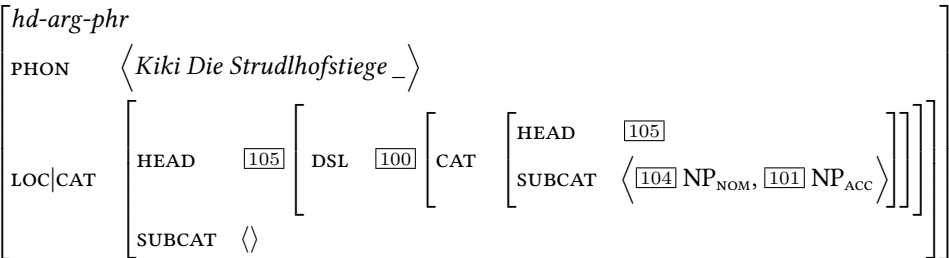 hd-arg-phr
PHON ⟨Kiki Die Strudlhofstiege _⟩
HEAD 105
LOC|CAT HEAD 105 DSL 100 CAT SUBCAT ⟨104 NP_NOM, 101 NP_ACC⟩
SUBCAT ⟨⟩